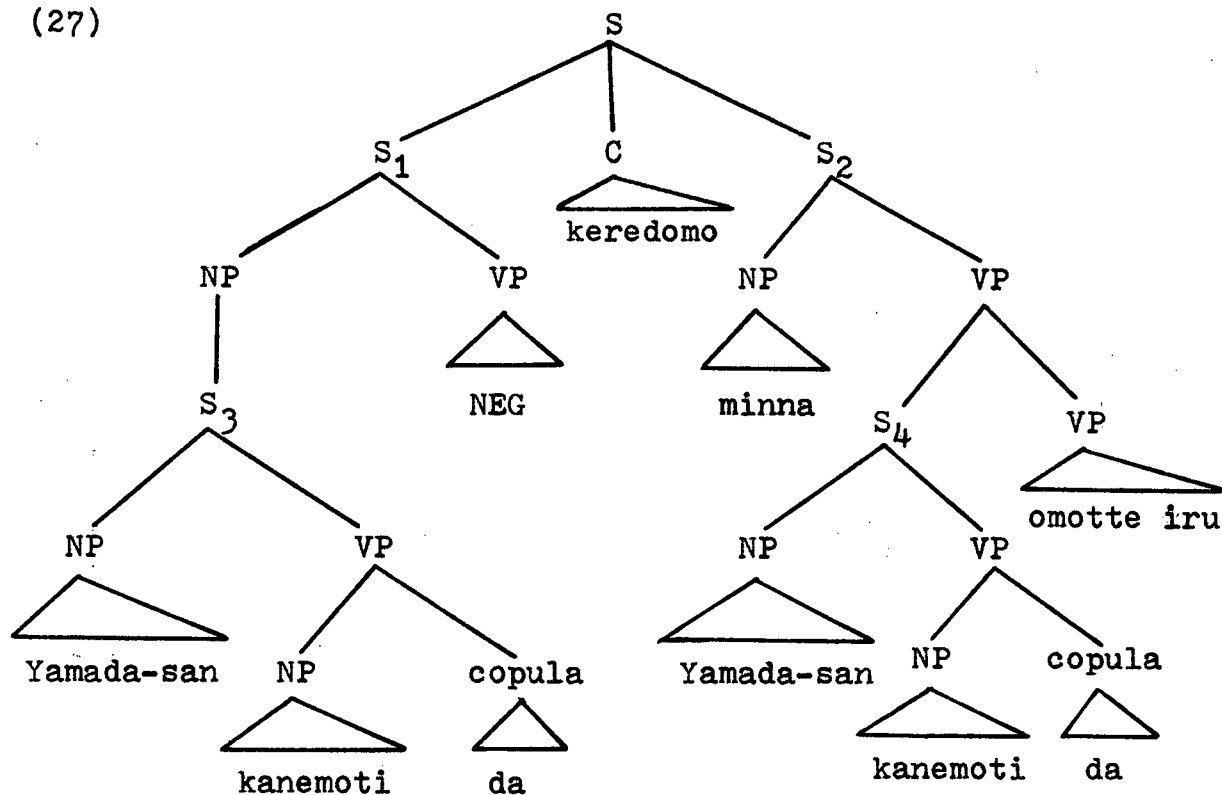 (27)
S
S1 C S2
keredomo
NP VP NP VP
NEG minna
S3 S4 VP
omotte iru
NP VP NP VP
Yamada-san NP copula Yamada-san NP copula
kanemoti da kanemoti da